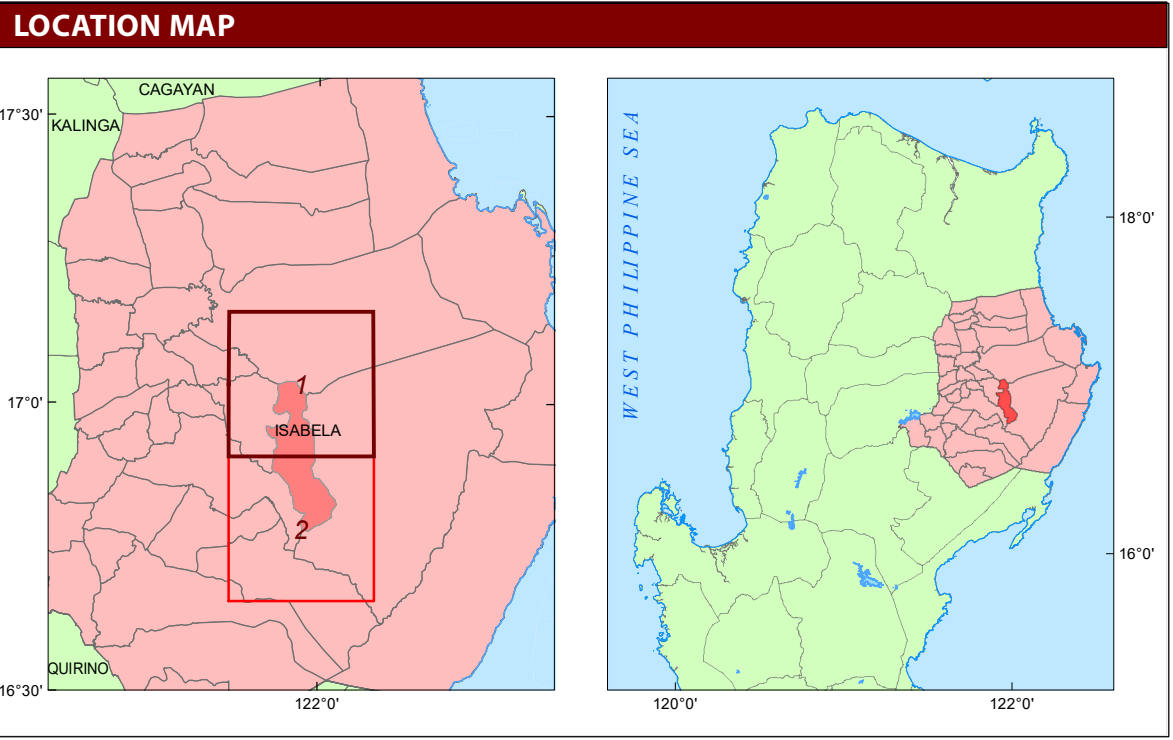 LOCATION MAP
CAGAYAN
17°30'
KALINGA
1
17°0'
ISABELA
2
QUIRINO
16°30'
122°0'
WEST PHILIPPINE SEA
18°0'
16°0'
120°0'
122°0'